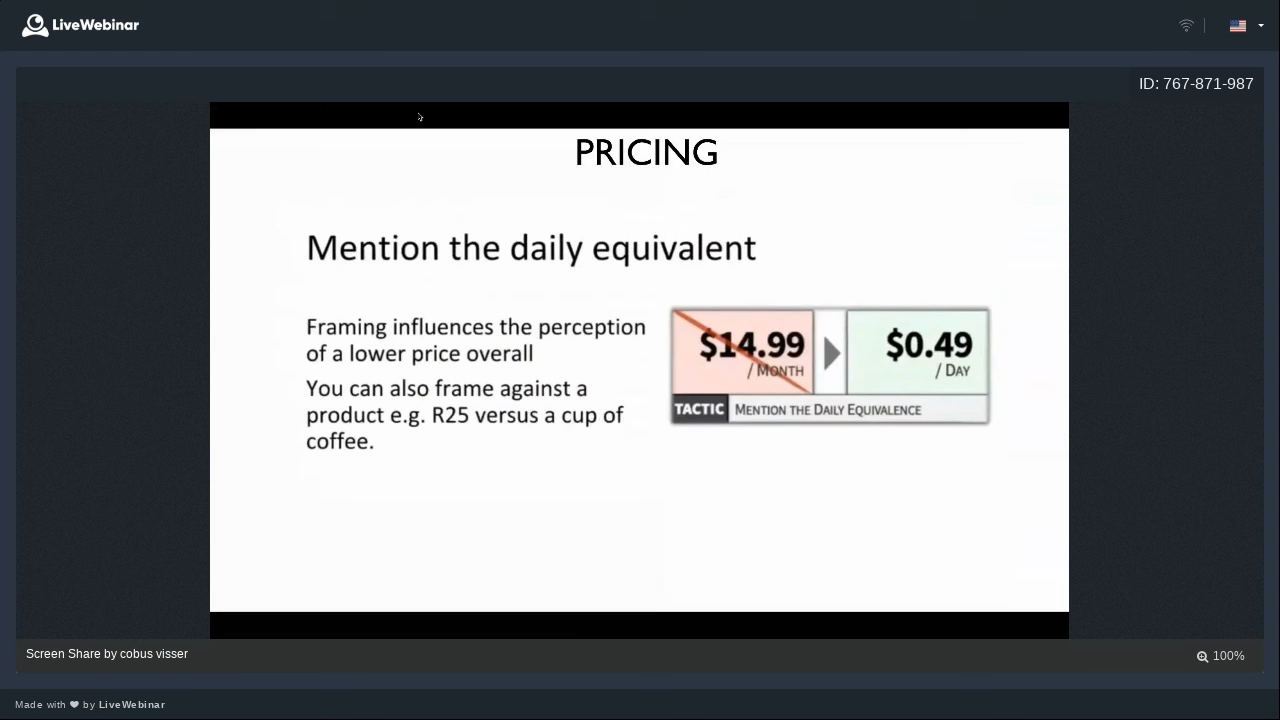 LiveWebinar
ID: 767-871-987
PRICING
Mention the daily equivalent
Framing influences the perception
of a lower price overall
You can also frame against a
product e.g. R25 versus a cup of
coffee.
$14.99
/ MONTH
$0.49
/ DAY
TACTIC MENTION THE DAILY EQUIVALENCE
Screen Share by cobus visser
100%
Made with by LiveWebinar